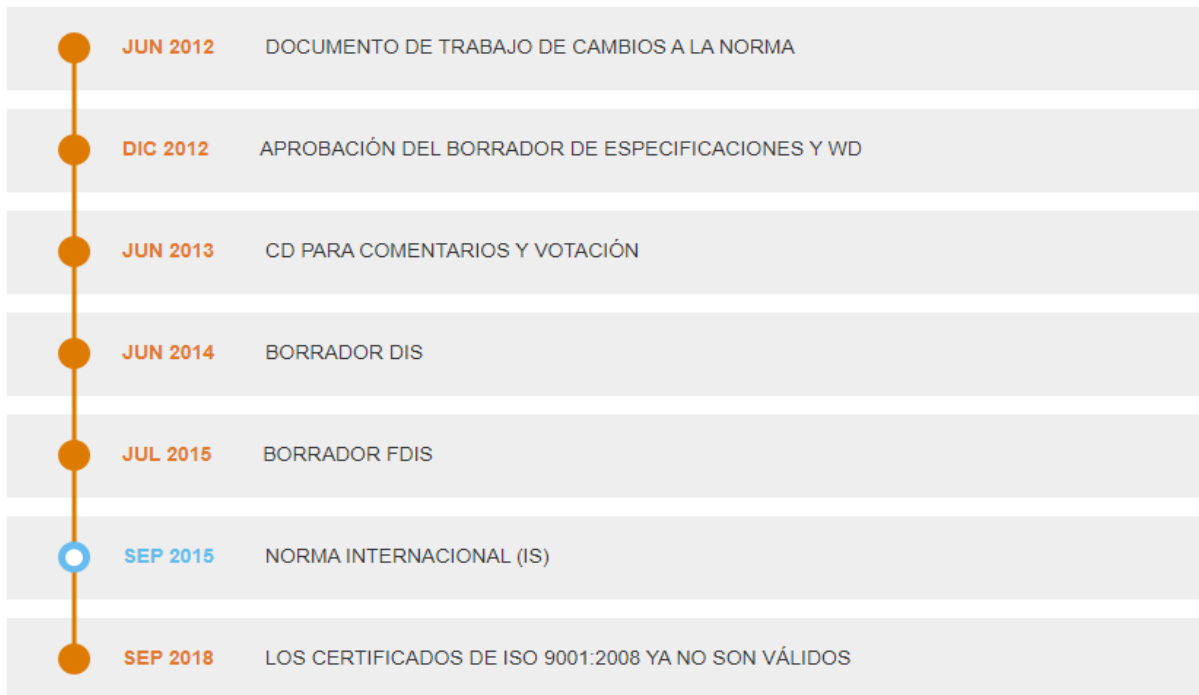 JUN 2012 DOCUMENTO DE TRABAJO DE CAMBIOS A LA NORMA
DIC 2012 APROBACIÓN DEL BORRADOR DE ESPECIFICACIONES Y WD
JUN 2013 CD PARA COMENTARIOS Y VOTACIÓN
JUN 2014 BORRADOR DIS
JUL 2015 BORRADOR FDIS
SEP 2015 NORMA INTERNACIONAL (IS)
SEP 2018 LOS CERTIFICADOS DE ISO 9001:2008 YA NO SON VÁLIDOS